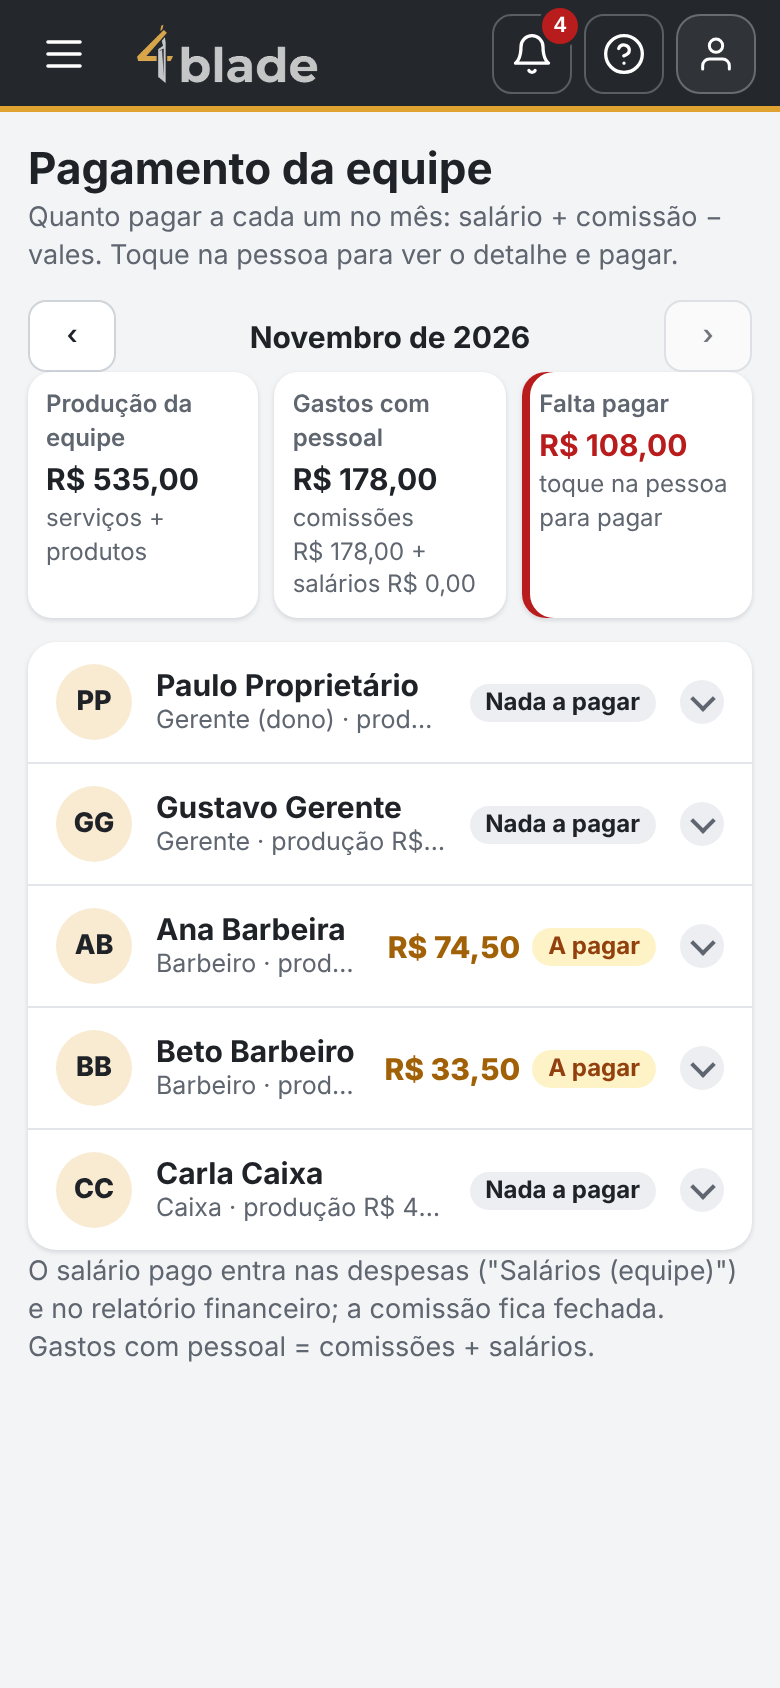 4blade
4
Pagamento da equipe
Quanto pagar a cada um no mês: salário + comissão –
vales. Toque na pessoa para ver o detalhe e pagar.
‹
Novembro de 2026
›
Produção da
equipe
R$ 535,00
serviços +
produtos
Gastos com
pessoal
R$ 178,00
comissões
R$ 178,00 +
salários R$ 0,00
Falta pagar
R$ 108,00
toque na pessoa
para pagar
PP
Paulo Proprietário
Gerente (dono) · prod...
Nada a pagar
GG
Gustavo Gerente
Gerente · produção R$...
Nada a pagar
AB
Ana Barbeira
Barbeiro · prod...
R$ 74,50
A pagar
BB
Beto Barbeiro
Barbeiro · prod...
R$ 33,50
A pagar
CC
Carla Caixa
Caixa · produção R$ 4...
Nada a pagar
O salário pago entra nas despesas ("Salários (equipe)")
e no relatório financeiro; a comissão fica fechada.
Gastos com pessoal = comissões + salários.